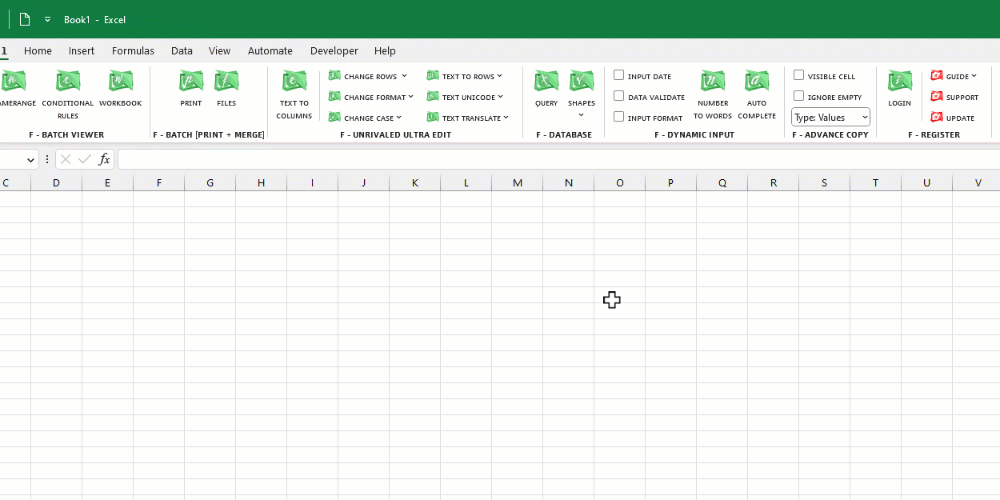 Book1 - Excel
1 Home Insert Formulas Data View Automate Developer Help
AMERANGE CONDITIONAL RULES WORKBOOK
F - BATCH VIEWER
PRINT FILES
F - BATCH [PRINT + MERGE]
TEXT TO COLUMNS
CHANGE ROWS TEXT TO ROWS
CHANGE FORMAT TEXT UNICODE
CHANGE CASE TEXT TRANSLATE
F - UNRIVALED ULTRA EDIT
QUERY SHAPES
F - DATABASE
INPUT DATE
DATA VALIDATE
INPUT FORMAT
NUMBER TO WORDS AUTO COMPLETE
F - DYNAMIC INPUT
VISIBLE CELL
IGNORE EMPTY
Type: Values
F - ADVANCE COPY
LOGIN
GUIDE
SUPPORT
UPDATE
F - REGISTER
fx
C D E F G H I J K L M N O P Q R S T U V